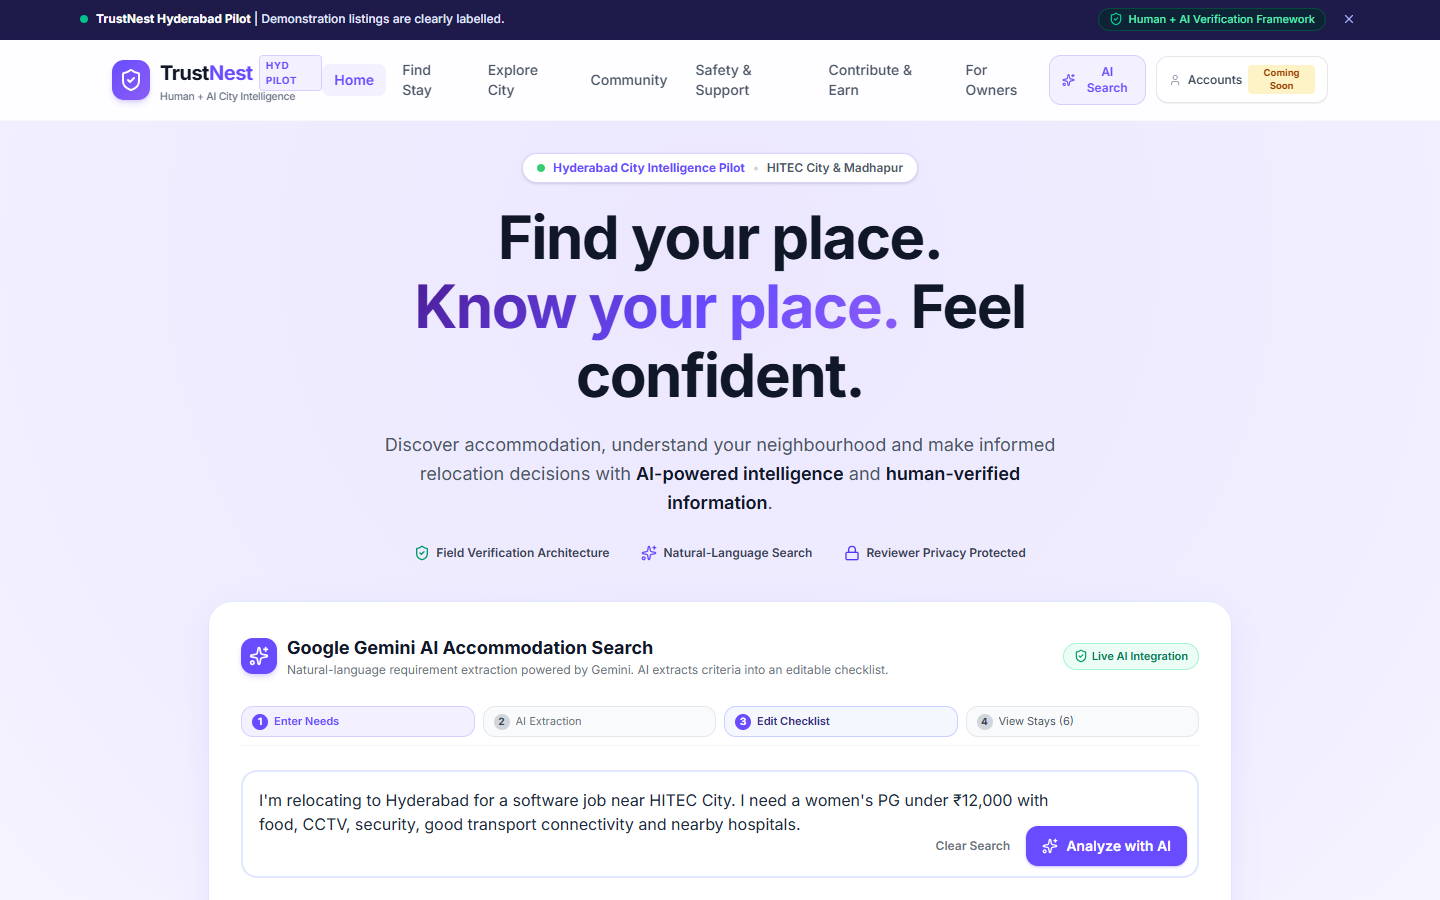 TrustNest Hyderabad Pilot | Demonstration listings are clearly labelled.
Human + AI Verification Framework
TrustNest
HYD
PILOT
Human + AI City Intelligence
Home
Find
Stay
Explore
City
Community
Safety &
Support
Contribute &
Earn
For
Owners
AI
Search
Accounts
Coming
Soon
Hyderabad City Intelligence Pilot • HITEC City & Madhapur
Find your place.
Know your place. Feel
confident.
Discover accommodation, understand your neighbourhood and make informed
relocation decisions with AI-powered intelligence and human-verified
information.
Field Verification Architecture
Natural-Language Search
Reviewer Privacy Protected
Google Gemini AI Accommodation Search
Natural-language requirement extraction powered by Gemini. AI extracts criteria into an editable checklist.
Live AI Integration
1 Enter Needs
2 AI Extraction
3 Edit Checklist
4 View Stays (6)
I'm relocating to Hyderabad for a software job near HITEC City. I need a women's PG under ₹12,000 with
food, CCTV, security, good transport connectivity and nearby hospitals.
Clear Search
Analyze with AI